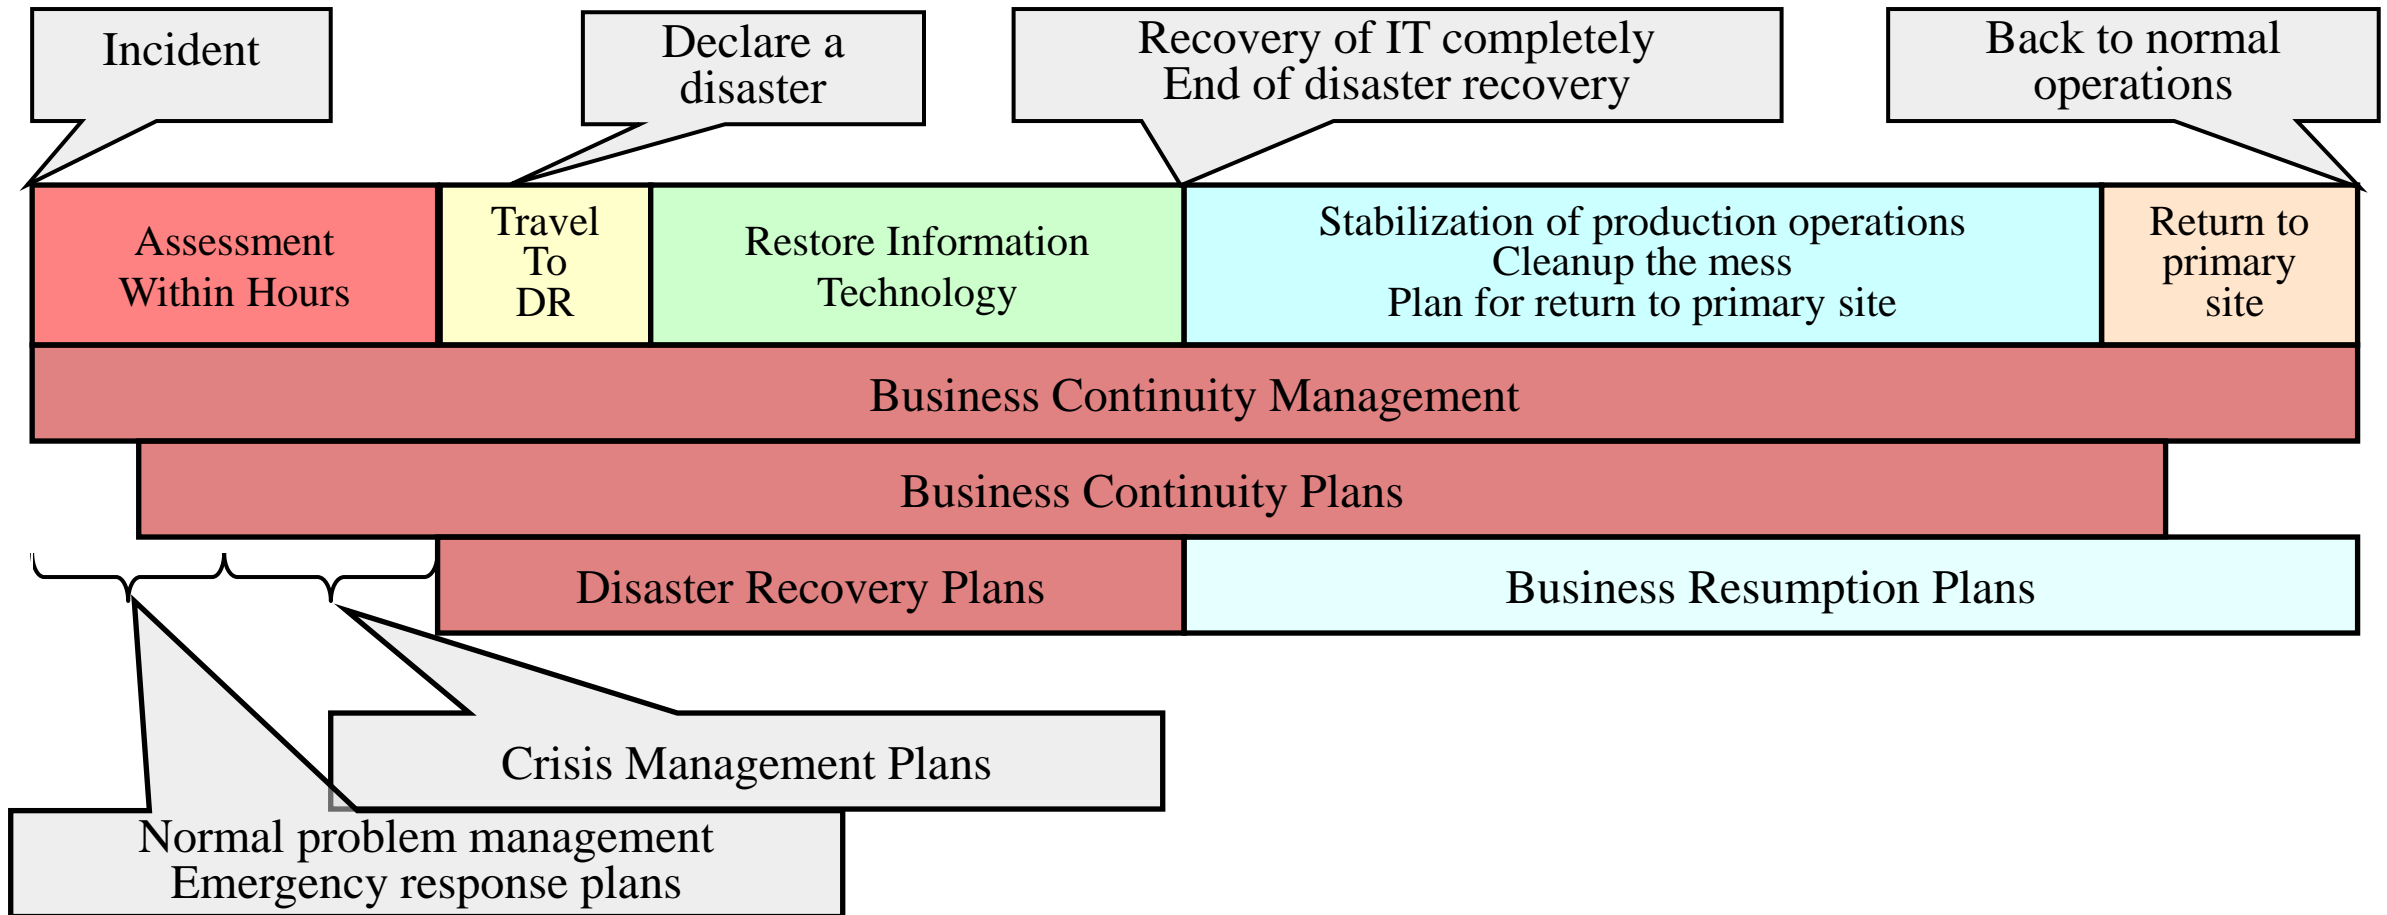 Incident
Declare a
disaster
Recovery of IT completely
End of disaster recovery
Back to normal
operations
Assessment
Within Hours
Travel
To
DR
Restore Information
Technology
Stabilization of production operations
Cleanup the mess
Plan for return to primary site
Return to
primary
site
Business Continuity Management
Business Continuity Plans
Disaster Recovery Plans
Business Resumption Plans
Crisis Management Plans
Normal problem management
Emergency response plans